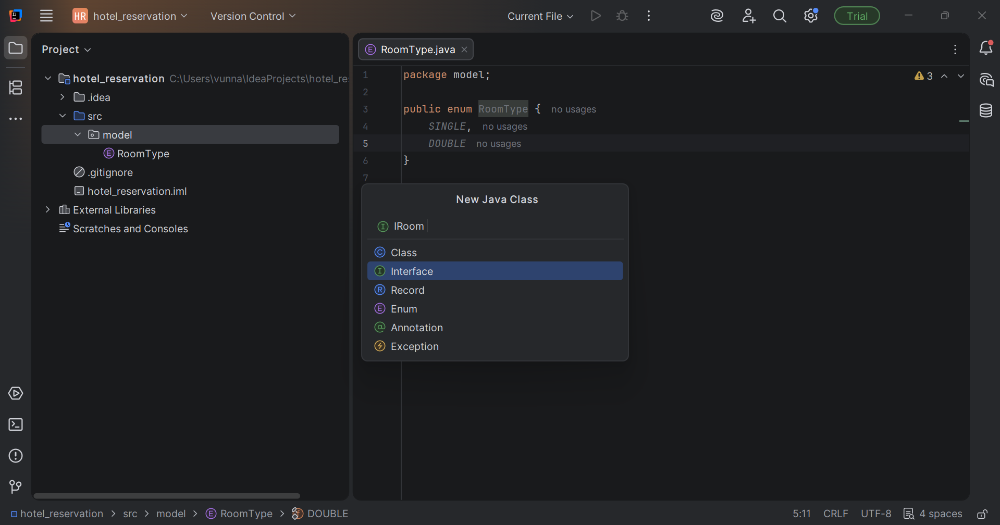 HR hotel_reservation Version Control Current File Trial
Project
hotel_reservation C:\Users\vunna\IdeaProjects\hotel_re
.idea
src
model
RoomType
.gitignore
hotel_reservation.iml
External Libraries
Scratches and Consoles
RoomType.java
1 package model;
2
3 public enum RoomType { no usages
4 SINGLE, no usages
5 DOUBLE no usages
6 }
7
3
New Java Class
IRoom
Class
Interface
Record
Enum
Annotation
Exception
hotel_reservation > src > model > RoomType > DOUBLE
5:11 CRLF UTF-8 4 spaces